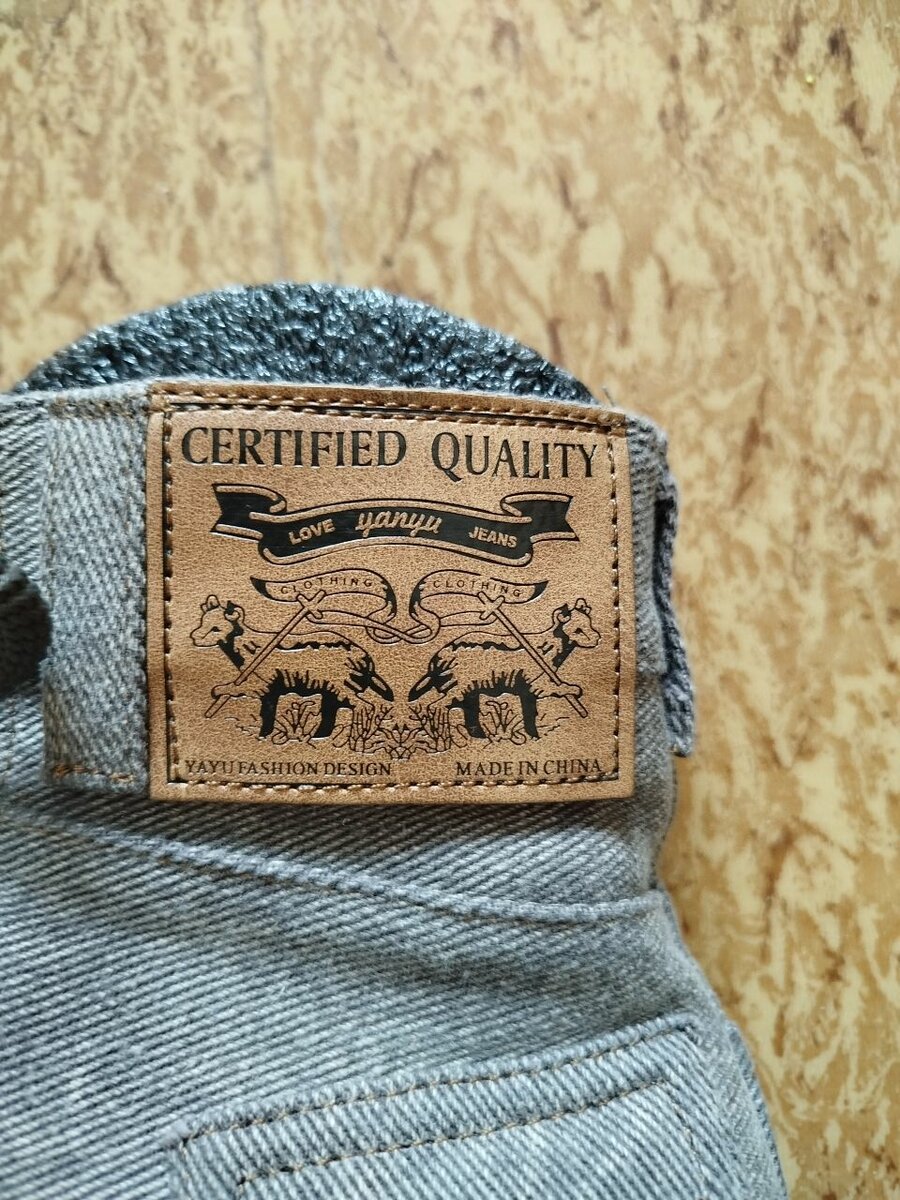 CERTIFIED QUALITY
LOVE yanyu JEANS
CLOTHING CLOTHING
YAYU FASHION DESIGN MADE IN CHINA